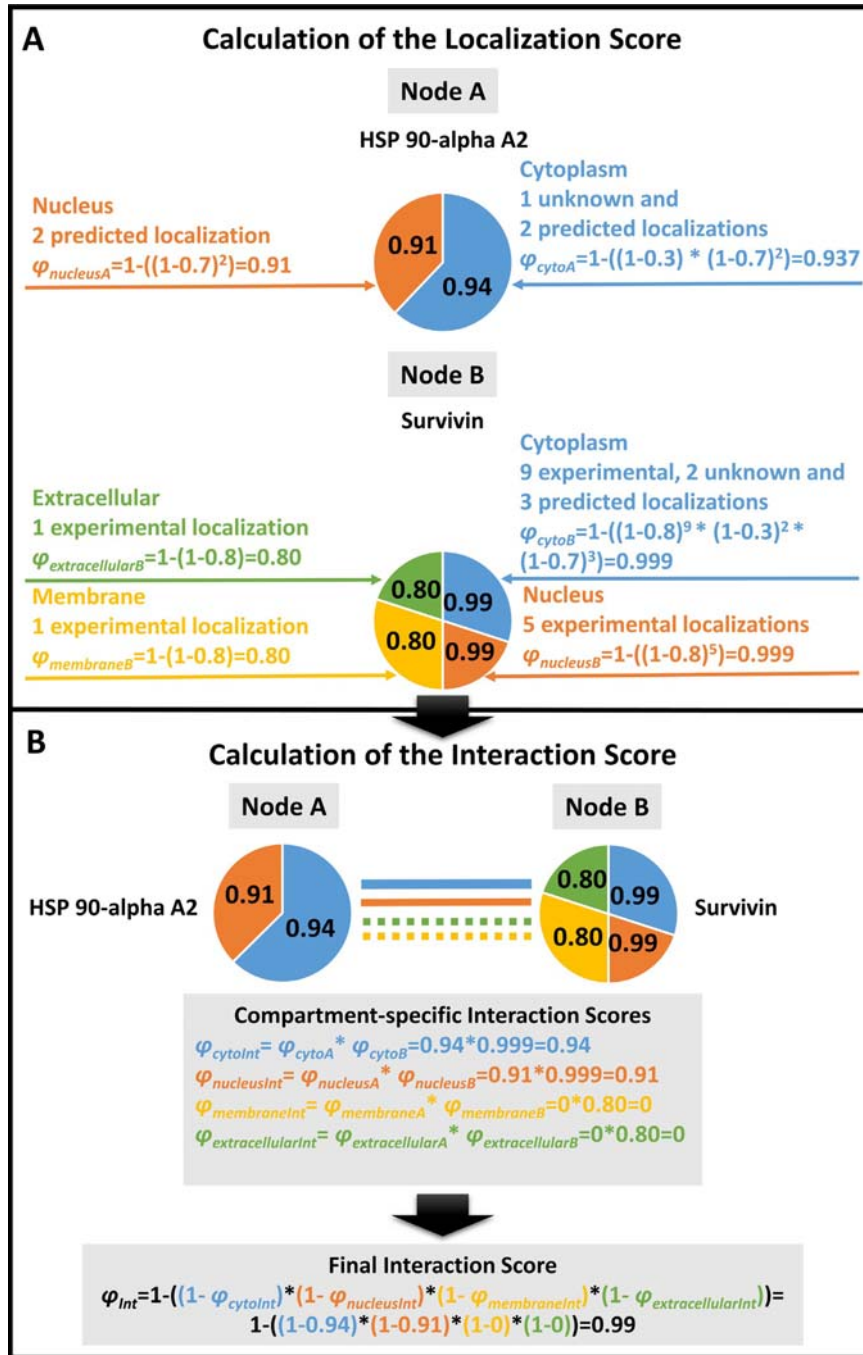 A
Calculation of the Localization Score
Node A
HSP 90-alpha A2
Nucleus
2 predicted localization
φnucleusA=1-((1-0.7)²)=0.91
Cytoplasm
1 unknown and
2 predicted localizations
φcytoA=1-((1-0.3) * (1-0.7)²)=0.937
0.91
0.94
Node B
Survivin
Extracellular
1 experimental localization
φextracellularB=1-(1-0.8)=0.80
Membrane
1 experimental localization
φmembraneB=1-(1-0.8)=0.80
Cytoplasm
9 experimental, 2 unknown and
3 predicted localizations
φcytoB=1-((1-0.8)⁹ * (1-0.3)² *
(1-0.7)³)=0.999
Nucleus
5 experimental localizations
φnucleusB=1-((1-0.8)⁵)=0.999
0.80
0.99
0.80
0.99
B
Calculation of the Interaction Score
Node A
Node B
HSP 90-alpha A2
0.91
0.94
0.80
0.99
0.80
0.99
Survivin
Compartment-specific Interaction Scores
φcytoInt= φcytoA* φcytoB=0.94*0.999=0.94
φnucleusInt= φnucleusA* φnucleusB=0.91*0.999=0.91
φmembraneInt= φmembraneA* φmembraneB=0*0.80=0
φextracellularInt= φextracellularA* φextracellularB=0*0.80=0
Final Interaction Score
φInt=1-((1- φcytoInt)*(1- φnucleusInt)*(1- φmembraneInt)*(1- φextracellularInt))=
1-((1-0.94)*(1-0.91)*(1-0)*(1-0))=0.99